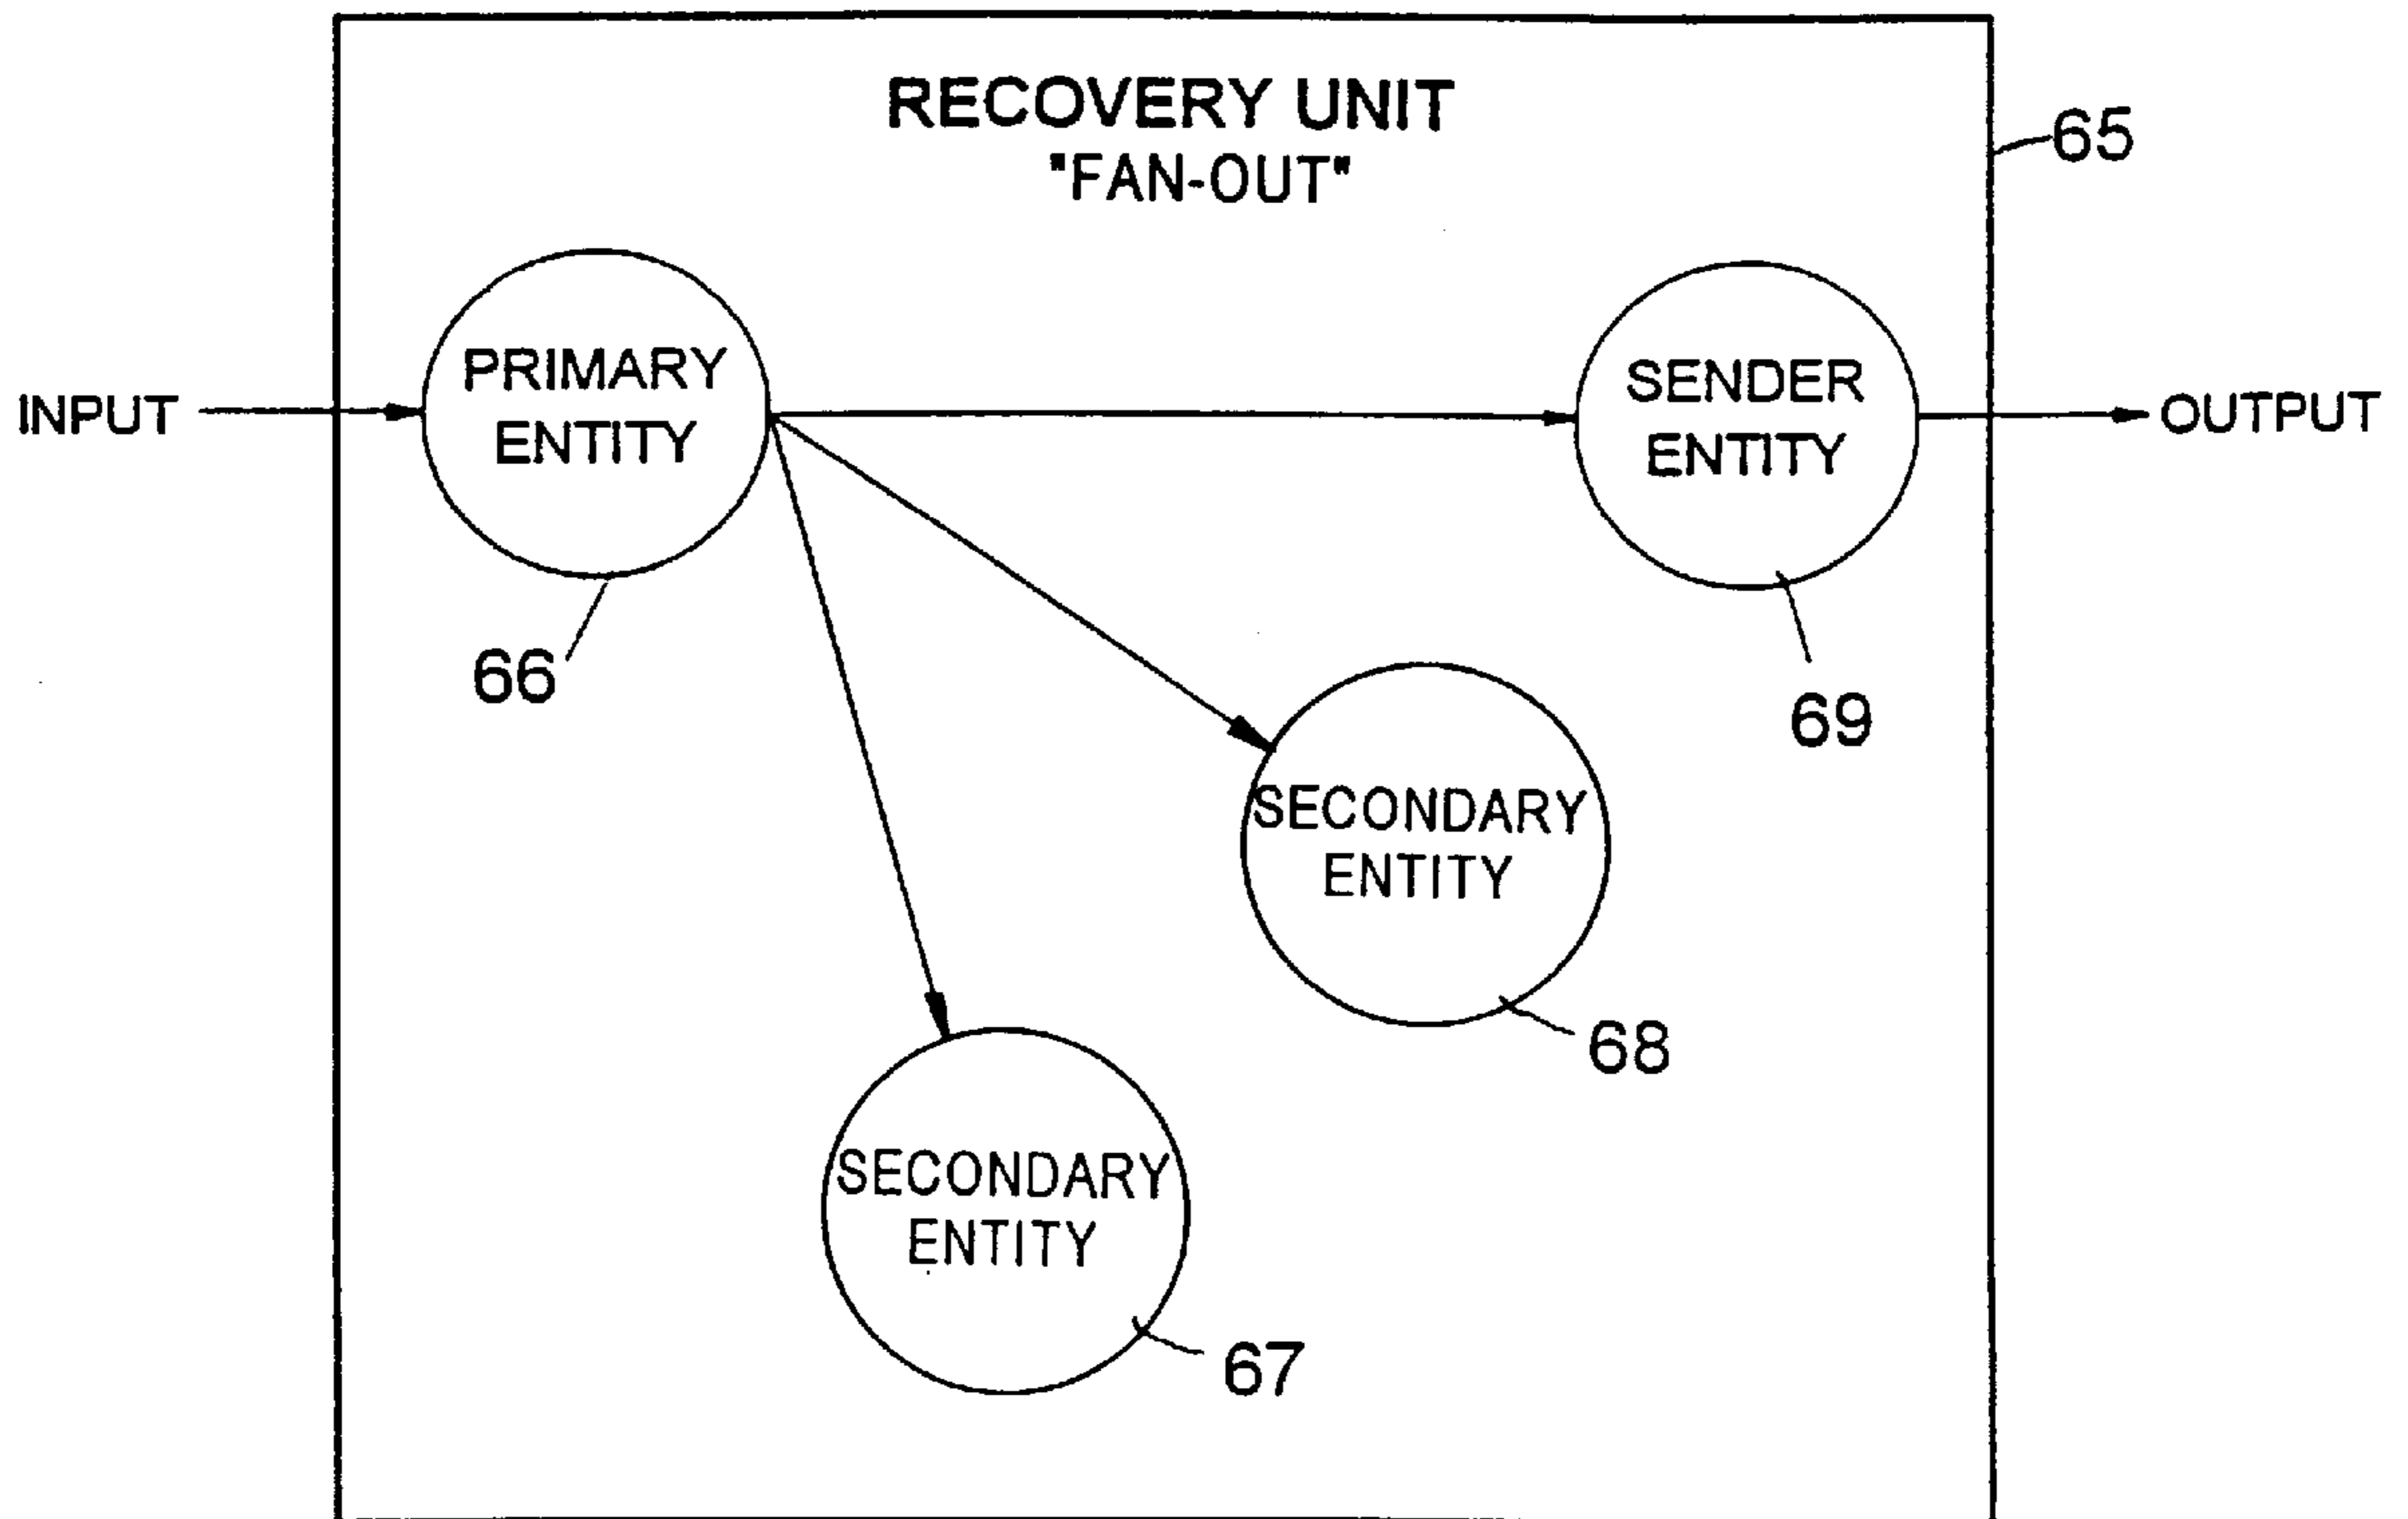 RECOVERY UNIT
"FAN-OUT"
65
INPUT
PRIMARY
ENTITY
SENDER
ENTITY
OUTPUT
66
69
SECONDARY
ENTITY
68
SECONDARY
ENTITY
67